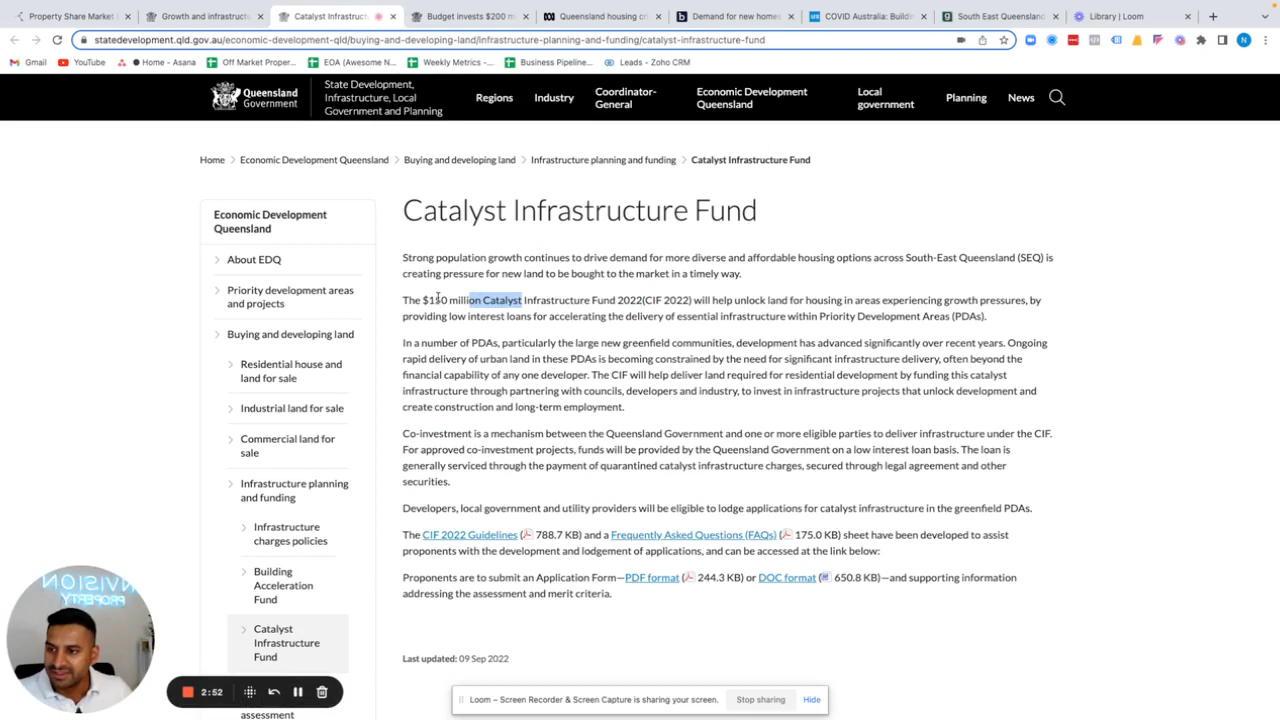 Property Share Market
Growth and infrastructu
Catalyst Infrastruct
Budget invests $200 m
Queensland housing cri
Demand for new homes
COVID Australia: Buildin
South East Queensland
Library | Loom
statedevelopment.qld.gov.au/economic-development-qld/buying-and-developing-land/infrastructure-planning-and-funding/catalyst-infrastructure-fund
N
Gmail
YouTube
Home - Asana
Off Market Proper...
EOA (Awesome N...
Weekly Metrics -...
Business Pipeline...
Leads - Zoho CRM
Queensland
Government
State Development,
Infrastructure, Local
Government and Planning
Regions
Industry
Coordinator-
General
Economic Development
Queensland
Local
government
Planning
News
Home > Economic Development Queensland > Buying and developing land > Infrastructure planning and funding > Catalyst Infrastructure Fund
Economic Development
Queensland
About EDQ
Priority development areas
and projects
Buying and developing land
Residential house and
land for sale
Industrial land for sale
Commercial land for
sale
Infrastructure planning
and funding
Infrastructure
charges policies
Building
Acceleration
Fund
Catalyst
Infrastructure
Fund
assessment
Catalyst Infrastructure Fund
Strong population growth continues to drive demand for more diverse and affordable housing options across South-East Queensland (SEQ) is
creating pressure for new land to be bought to the market in a timely way.
The $150 million Catalyst Infrastructure Fund 2022(CIF 2022) will help unlock land for housing in areas experiencing growth pressures, by
providing low interest loans for accelerating the delivery of essential infrastructure within Priority Development Areas (PDAs).
In a number of PDAs, particularly the large new greenfield communities, development has advanced significantly over recent years. Ongoing
rapid delivery of urban land in these PDAs is becoming constrained by the need for significant infrastructure delivery, often beyond the
financial capability of any one developer. The CIF will help deliver land required for residential development by funding this catalyst
infrastructure through partnering with councils, developers and industry, to invest in infrastructure projects that unlock development and
create construction and long-term employment.
Co-investment is a mechanism between the Queensland Government and one or more eligible parties to deliver infrastructure under the CIF.
For approved co-investment projects, funds will be provided by the Queensland Government on a low interest loan basis. The loan is
generally serviced through the payment of quarantined catalyst infrastructure charges, secured through legal agreement and other
securities.
Developers, local government and utility providers will be eligible to lodge applications for catalyst infrastructure in the greenfield PDAs.
The CIF 2022 Guidelines ( 788.7 KB) and a Frequently Asked Questions (FAQs) ( 175.0 KB) sheet have been developed to assist
proponents with the development and lodgement of applications, and can be accessed at the link below:
Proponents are to submit an Application Form—PDF format ( 244.3 KB) or DOC format ( 650.8 KB)—and supporting information
addressing the assessment and merit criteria.
Last updated: 09 Sep 2022
2:52
Loom – Screen Recorder & Screen Capture is sharing your screen.
Stop sharing
Hide